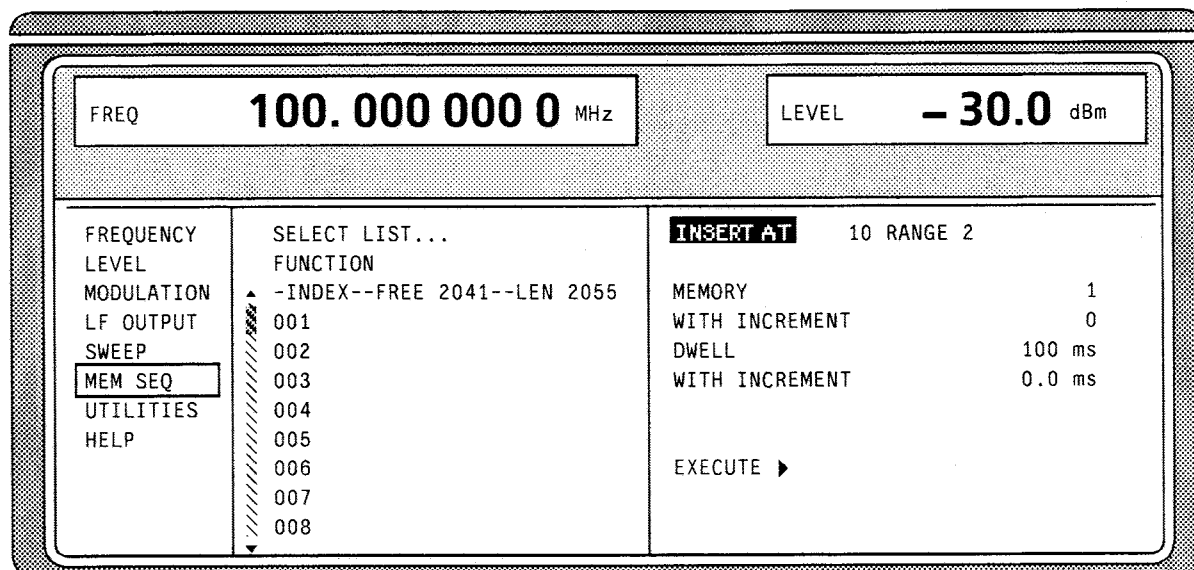 FREQ 100. 000 000 0 MHz
LEVEL – 30.0 dBm
FREQUENCY
LEVEL
MODULATION
LF OUTPUT
SWEEP
MEM SEQ
UTILITIES
HELP
SELECT LIST...
FUNCTION
-INDEX--FREE 2041--LEN 2055
001
002
003
004
005
006
007
008
INSERT AT 10 RANGE 2
MEMORY 1
WITH INCREMENT 0
DWELL 100 ms
WITH INCREMENT 0.0 ms
EXECUTE